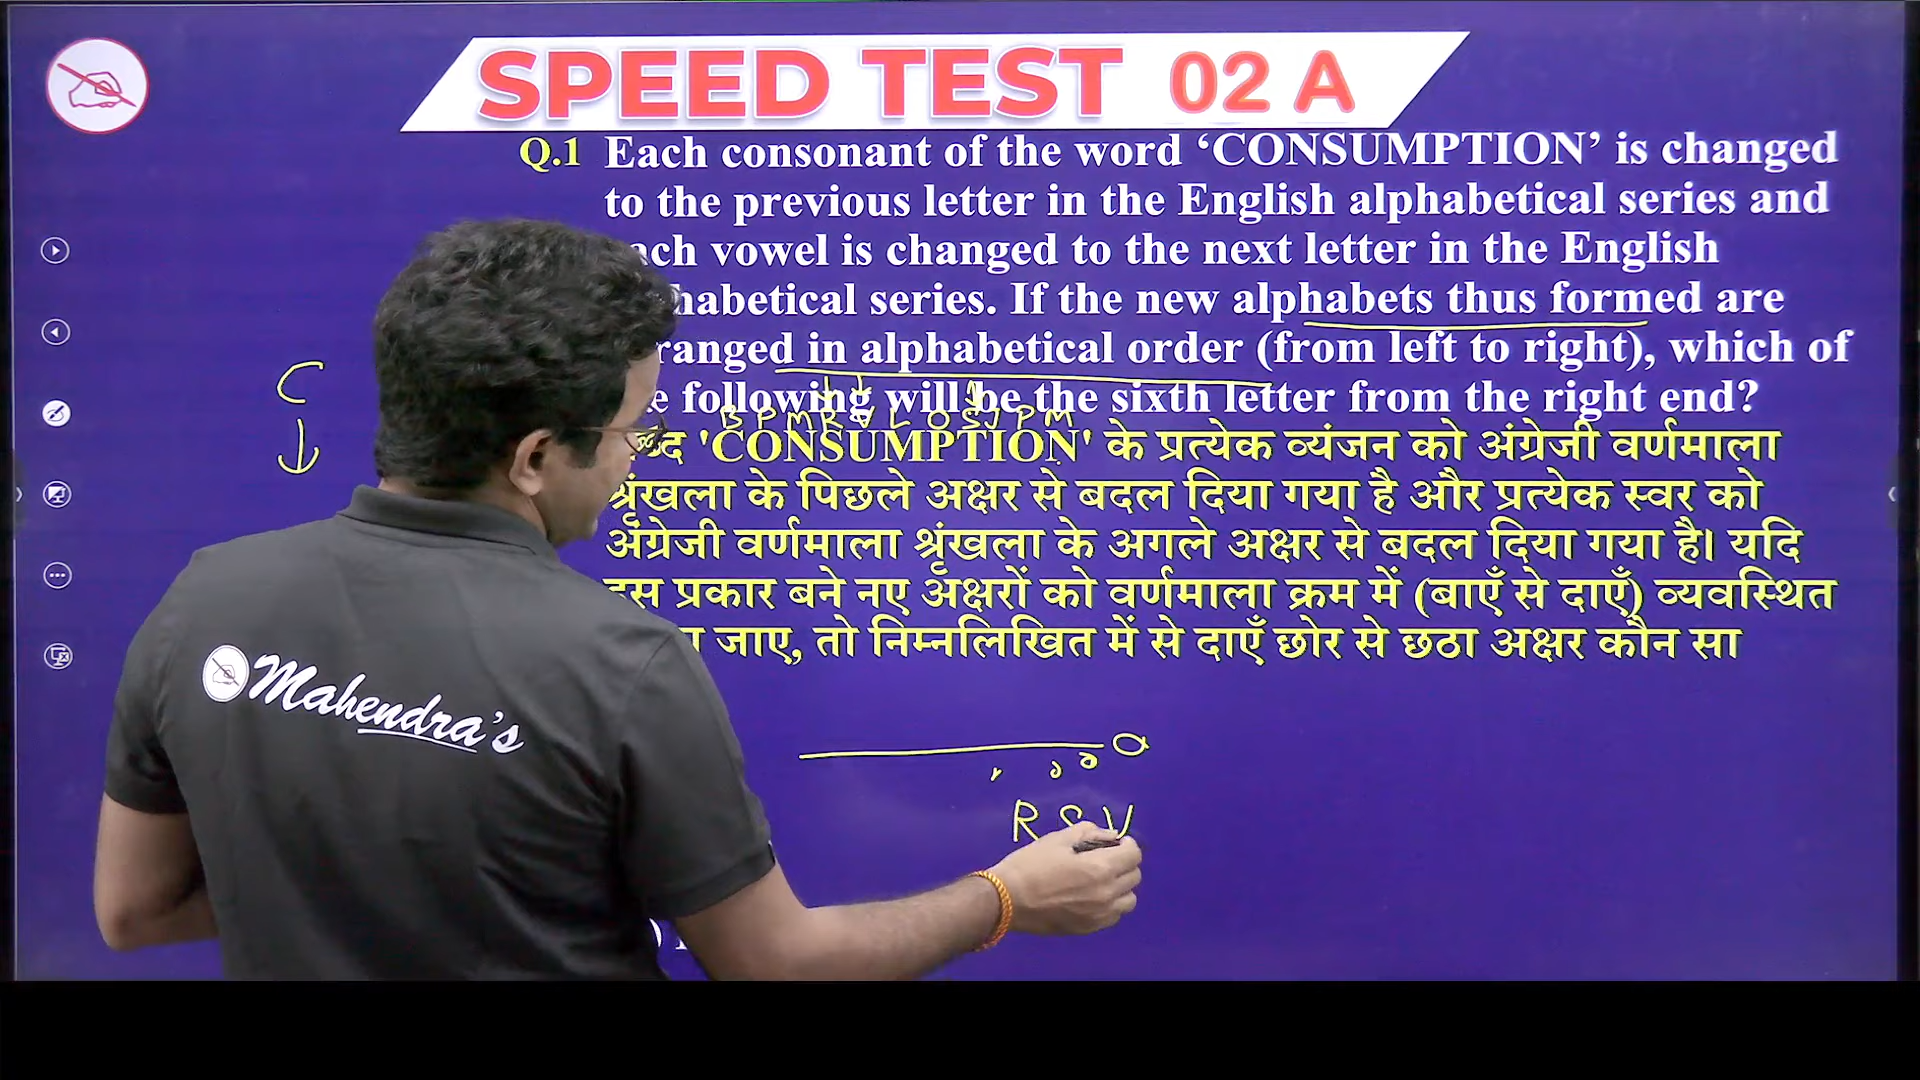 SPEED TEST 02 A
Q.1 Each consonant of the word ‘CONSUMPTION’ is changed
to the previous letter in the English alphabetical series and
ch vowel is changed to the next letter in the English
habetical series. If the new alphabets thus formed are
ranged in alphabetical order (from left to right), which of
e following will be the sixth letter from the right end?
B P M R V L O S J P M
'CONSUMPTION' के प्रत्येक व्यंजन को अंग्रेजी वर्णमाला
श्रृंखला के पिछले अक्षर से बदल दिया गया है और प्रत्येक स्वर को
अंग्रेजी वर्णमाला श्रृंखला के अगले अक्षर से बदल दिया गया है। यदि
इस प्रकार बने नए अक्षरों को वर्णमाला क्रम में (बाएँ से दाएँ) व्यवस्थित
जाए, तो निम्नलिखित में से दाएँ छोर से छठा अक्षर कौन सा
C
Mahendra's
R S V